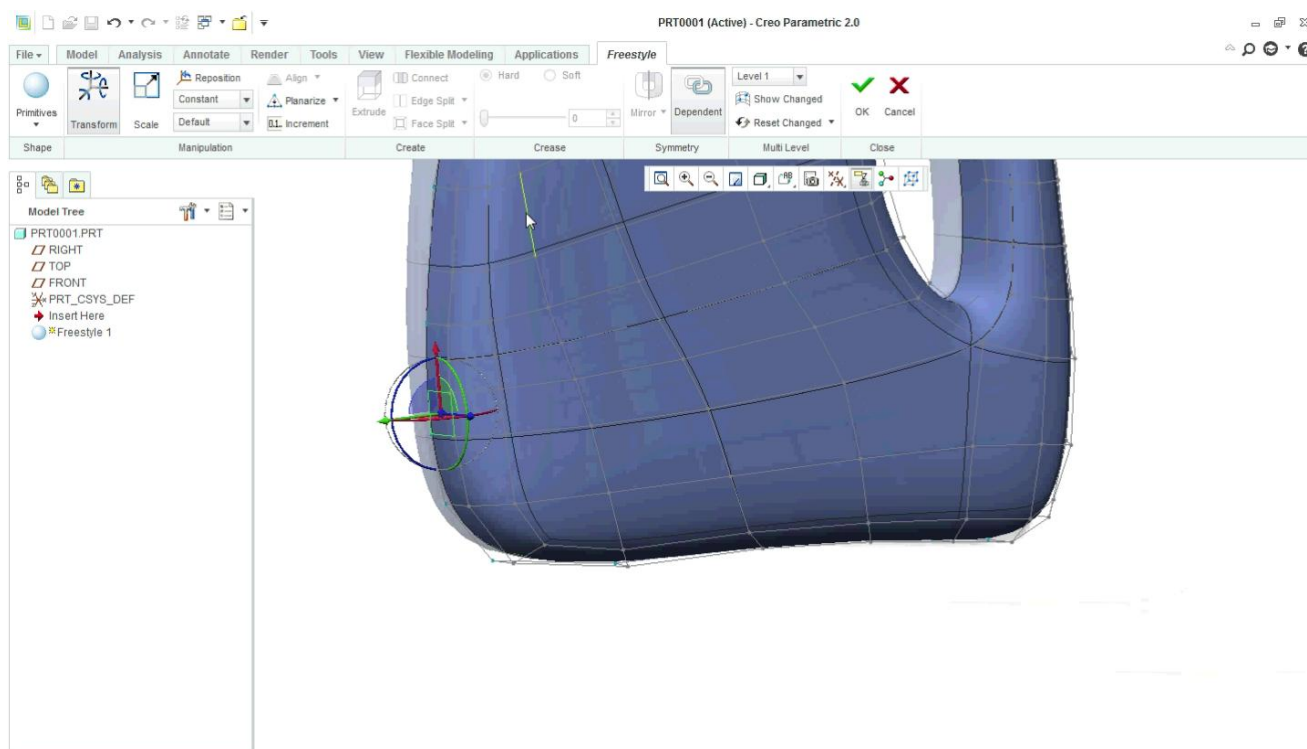 PRT0001 (Active) - Creo Parametric 2.0
File Model Analysis Annotate Render Tools View Flexible Modeling Applications Freestyle
Primitives Transform Scale Reposition Align Extrude Connect Hard Soft Mirror Dependent Level 1 OK Cancel
Constant Planarize Edge Split 0 Show Changed
Default 0.1.. Increment Face Split Reset Changed
Shape Manipulation Create Crease Symmetry Multi Level Close
Model Tree
PRT0001.PRT
RIGHT
TOP
FRONT
PRT_CSYS_DEF
Insert Here
Freestyle 1